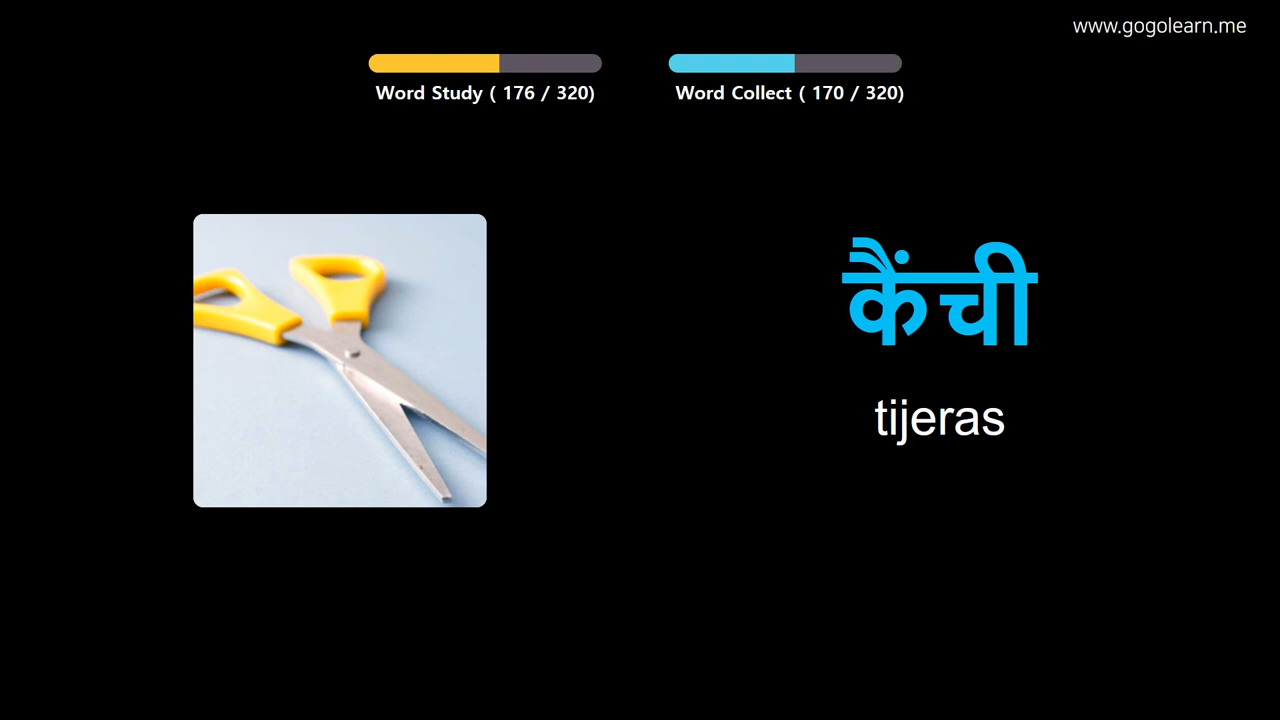 www.gogolearn.me
Word Study ( 176 / 320)
Word Collect ( 170 / 320)
कैंची
tijeras